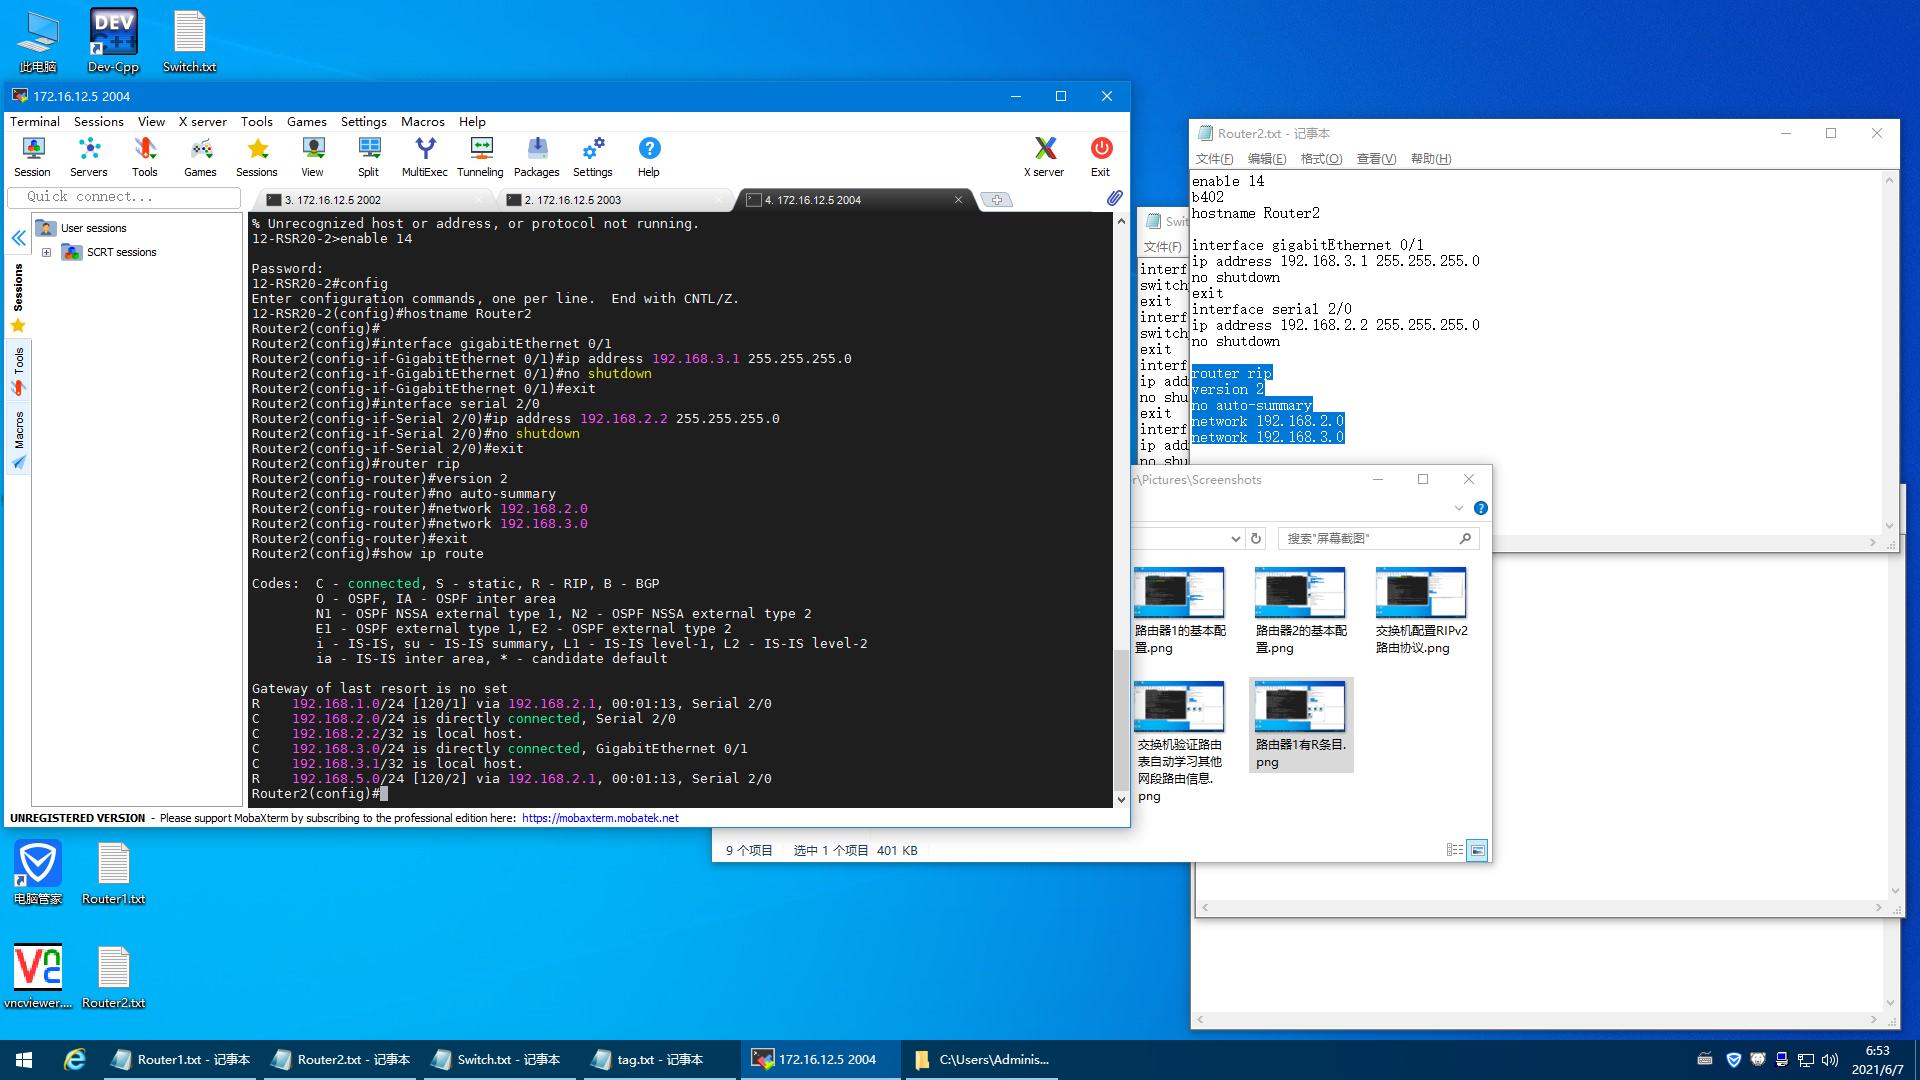 此电脑
Dev-Cpp
Switch.txt
172.16.12.5 2004
Terminal Sessions View X server Tools Games Settings Macros Help
Session Servers Tools Games Sessions View Split MultiExec Tunneling Packages Settings Help X server Exit
Quick connect...
3. 172.16.12.5 2002
2. 172.16.12.5 2003
4. 172.16.12.5 2004
User sessions
SCRT sessions
Sessions
Tools
Macros
% Unrecognized host or address, or protocol not running.
12-RSR20-2>enable 14
Password:
12-RSR20-2#config
Enter configuration commands, one per line.  End with CNTL/Z.
12-RSR20-2(config)#hostname Router2
Router2(config)#
Router2(config)#interface gigabitEthernet 0/1
Router2(config-if-GigabitEthernet 0/1)#ip address 192.168.3.1 255.255.255.0
Router2(config-if-GigabitEthernet 0/1)#no shutdown
Router2(config-if-GigabitEthernet 0/1)#exit
Router2(config)#interface serial 2/0
Router2(config-if-Serial 2/0)#ip address 192.168.2.2 255.255.255.0
Router2(config-if-Serial 2/0)#no shutdown
Router2(config-if-Serial 2/0)#exit
Router2(config)#router rip
Router2(config-router)#version 2
Router2(config-router)#no auto-summary
Router2(config-router)#network 192.168.2.0
Router2(config-router)#network 192.168.3.0
Router2(config-router)#exit
Router2(config)#show ip route
Codes:  C - connected, S - static, R - RIP, B - BGP
O - OSPF, IA - OSPF inter area
N1 - OSPF NSSA external type 1, N2 - OSPF NSSA external type 2
E1 - OSPF external type 1, E2 - OSPF external type 2
i - IS-IS, su - IS-IS summary, L1 - IS-IS level-1, L2 - IS-IS level-2
ia - IS-IS inter area, * - candidate default
Gateway of last resort is no set
R    192.168.1.0/24 [120/1] via 192.168.2.1, 00:01:13, Serial 2/0
C    192.168.2.0/24 is directly connected, Serial 2/0
C    192.168.2.2/32 is local host.
C    192.168.3.0/24 is directly connected, GigabitEthernet 0/1
C    192.168.3.1/32 is local host.
R    192.168.5.0/24 [120/2] via 192.168.2.1, 00:01:13, Serial 2/0
Router2(config)#
UNREGISTERED VERSION - Please support MobaXterm by subscribing to the professional edition here: https://mobaxterm.mobatek.net
Router2.txt - 记事本
文件(F) 编辑(E) 格式(O) 查看(V) 帮助(H)
enable 14
b402
hostname Router2
interface gigabitEthernet 0/1
ip address 192.168.3.1 255.255.255.0
no shutdown
exit
interface serial 2/0
ip address 192.168.2.2 255.255.255.0
no shutdown
router rip
version 2
no auto-summary
network 192.168.2.0
network 192.168.3.0
Swit
文件(F)
interf
switch
exit
interf
switch
exit
interf
ip add
no shu
exit
interf
ip add
no shu
r\Pictures\Screenshots
搜索"屏幕截图"
路由器1的基本配置.png
路由器2的基本配置.png
交换机配置RIPv2路由协议.png
交换机验证路由表自动学习其他网段路由信息.png
路由器1有R条目.png
9 个项目 选中 1 个项目 401 KB
电脑管家
Router1.txt
vncviewer....
Router2.txt
Router1.txt - 记事本
Router2.txt - 记事本
Switch.txt - 记事本
tag.txt - 记事本
172.16.12.5 2004
C:\Users\Adminis...
6:53
2021/6/7